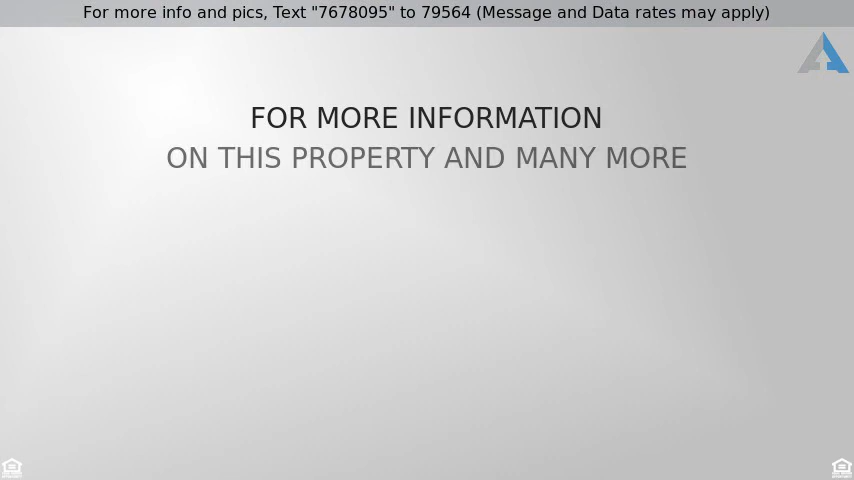 For more info and pics, Text "7678095" to 79564 (Message and Data rates may apply)
FOR MORE INFORMATION
ON THIS PROPERTY AND MANY MORE